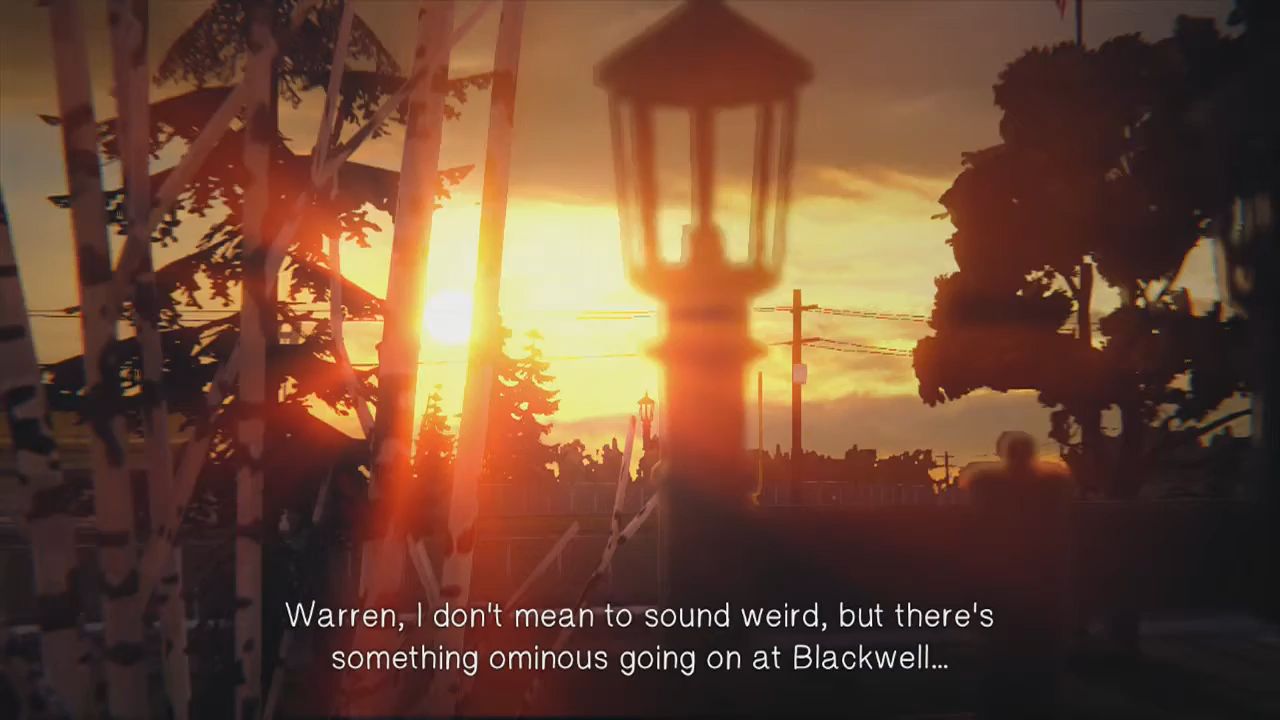 Warren, I don't mean to sound weird, but there's
something ominous going on at Blackwell...